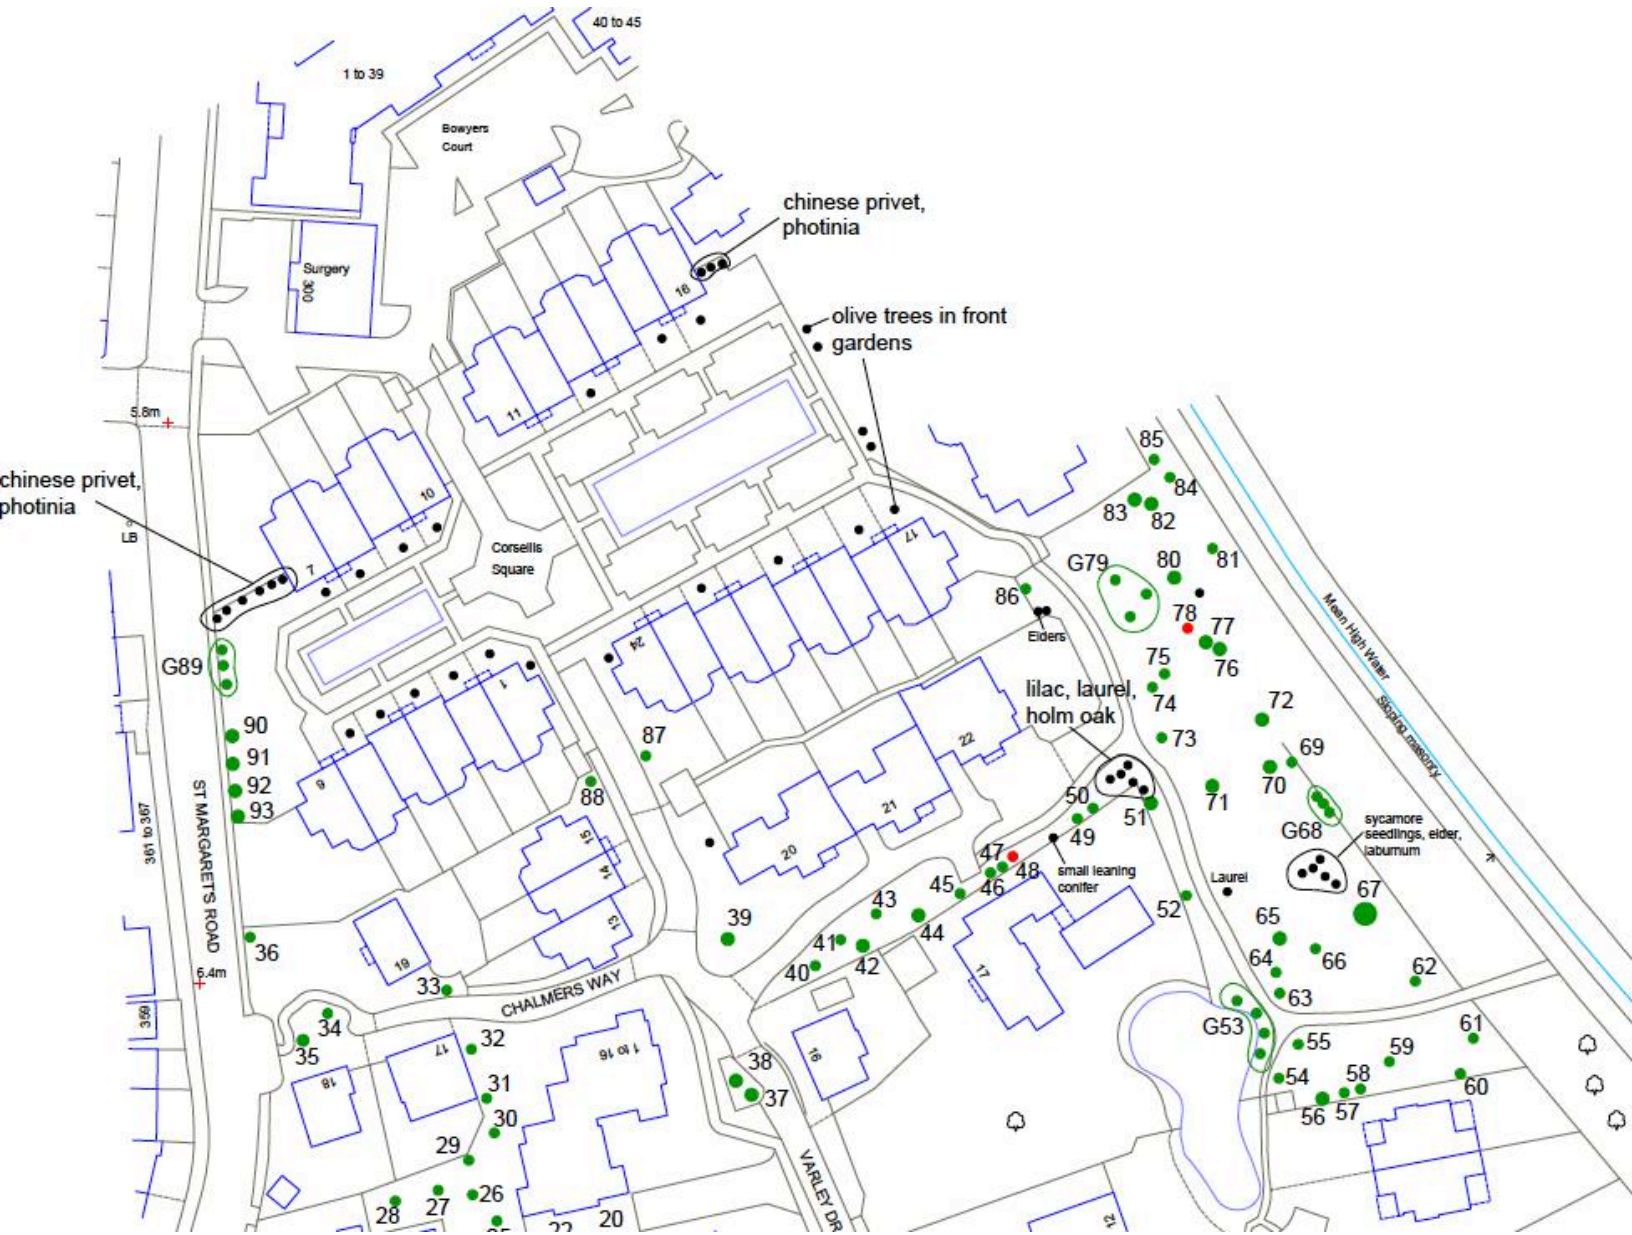 40 to 45
1 to 39
Bowyers
Court
chinese privet,
photinia
Surgery
300
16
olive trees in front
gardens
11
5.8m
chinese privet,
photinia
LB
10
7
Corsellis
Square
17
85
84
83
82
81
80
G79
78
77
76
75
74
73
72
71
70
69
G68
86
Elders
lilac, laurel,
holm oak
Mean High Water
Sloping masonry
G89
90
91
92
93
24
1
6
87
88
22
21
20
15
14
13
50
49
51
47
48
46
45
small leaning
conifer
sycamore
seedlings, elder,
laburnum
Laurel
67
52
65
66
64
63
62
361 to 367
ST MARGARETS ROAD
36
19
33
39
43
44
41
42
40
17
6.4m
CHALMERS WAY
359
34
35
18
17
32
31
30
29
28
27
26
25
1 to 16
38
37
16
VARLEY DR
G53
55
54
56
57
58
59
60
61
22
20
12